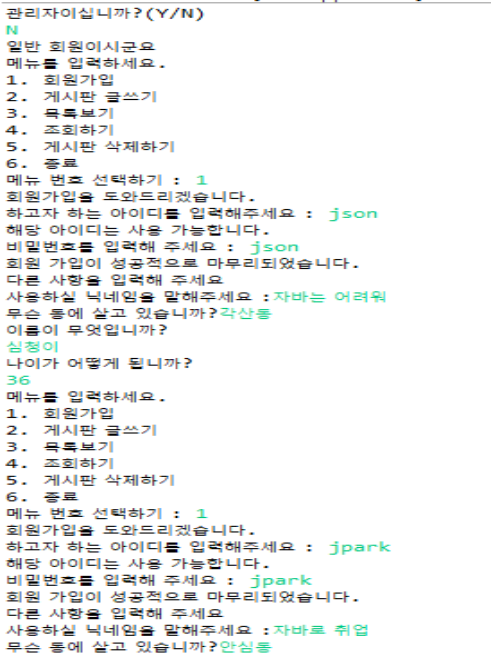 관리자이십니까?(Y/N)
N
일반 회원이시군요
메뉴를 입력하세요.
1. 회원가입
2. 게시판 글쓰기
3. 목록보기
4. 조회하기
5. 게시판 삭제하기
6. 종료
메뉴 번호 선택하기 : 1
회원가입을 도와드리겠습니다.
하고자 하는 아이디를 입력해주세요 : json
해당 아이디는 사용 가능합니다.
비밀번호를 입력해 주세요 : json
회원 가입이 성공적으로 마무리되었습니다.
다른 사항을 입력해 주세요
사용하실 닉네임을 말해주세요 :자바는 어려워
무슨 동에 살고 있습니까?각산동
이름이 무엇입니까?
심청이
나이가 어떻게 됩니까?
36
메뉴를 입력하세요.
1. 회원가입
2. 게시판 글쓰기
3. 목록보기
4. 조회하기
5. 게시판 삭제하기
6. 종료
메뉴 번호 선택하기 : 1
회원가입을 도와드리겠습니다.
하고자 하는 아이디를 입력해주세요 : jpark
해당 아이디는 사용 가능합니다.
비밀번호를 입력해 주세요 : jpark
회원 가입이 성공적으로 마무리되었습니다.
다른 사항을 입력해 주세요
사용하실 닉네임을 말해주세요 :자바로 취업
무슨 동에 살고 있습니까?안심동